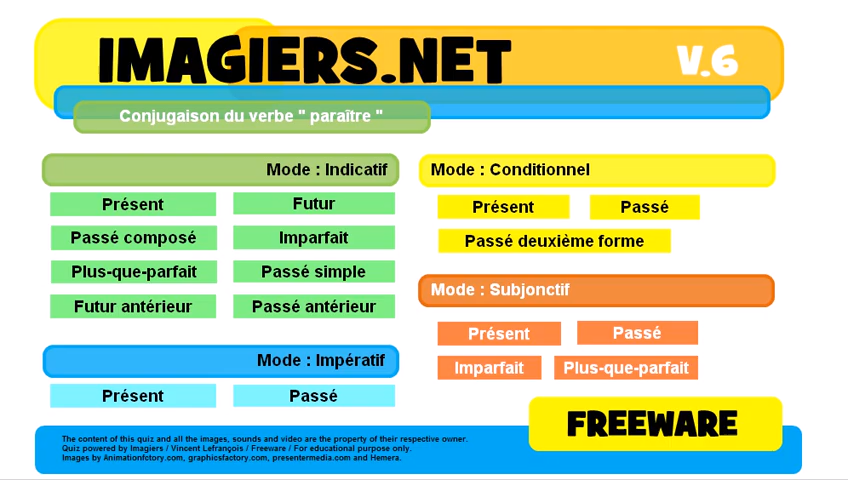 IMAGIERS.NET
V.6
Conjugaison du verbe " paraître "
Mode : Indicatif
Présent
Futur
Passé composé
Imparfait
Plus-que-parfait
Passé simple
Futur antérieur
Passé antérieur
Mode : Impératif
Présent
Passé
Mode : Conditionnel
Présent
Passé
Passé deuxième forme
Mode : Subjonctif
Présent
Passé
Imparfait
Plus-que-parfait
FREEWARE
The content of this quiz and all the images, sounds and video are the property of their respective owner.
Quiz powered by Imagiers / Vincent Lefrançois / Freeware / For educational purpose only.
Images by Animationfctory.com, graphicsfactory.com, presentermedia.com and Hemera.